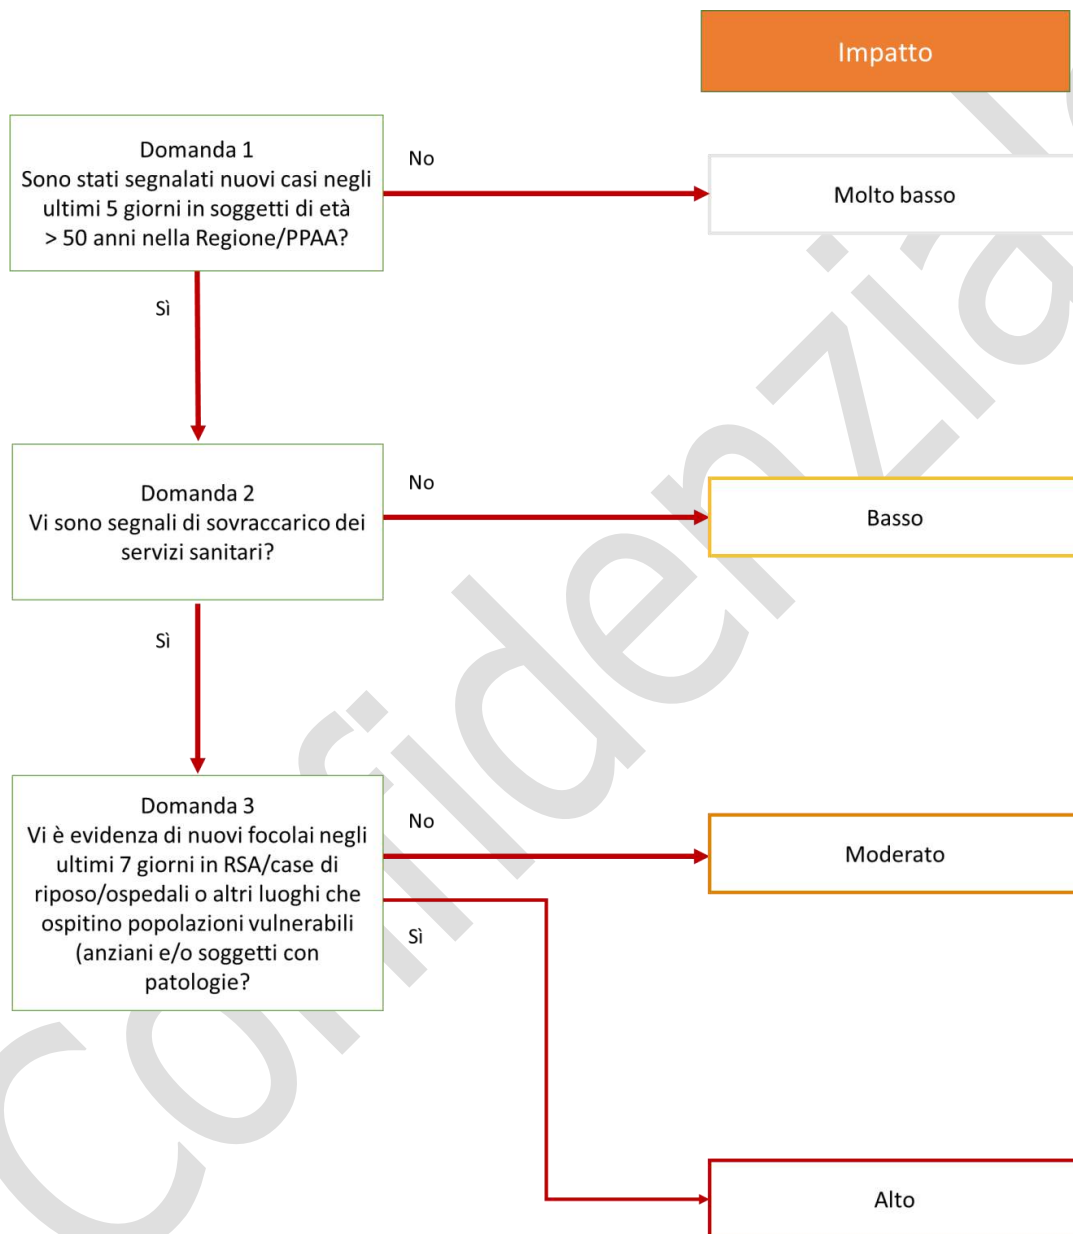 Impatto
Domanda 1
Sono stati segnalati nuovi casi negli
ultimi 5 giorni in soggetti di età
> 50 anni nella Regione/PPAA?
No
Molto basso
Sì
Domanda 2
Vi sono segnali di sovraccarico dei
servizi sanitari?
No
Basso
Sì
Domanda 3
Vi è evidenza di nuovi focolai negli
ultimi 7 giorni in RSA/case di
riposo/ospedali o altri luoghi che
ospitino popolazioni vulnerabili
(anziani e/o soggetti con
patologie?
No
Moderato
Sì
Alto
Confidenziale